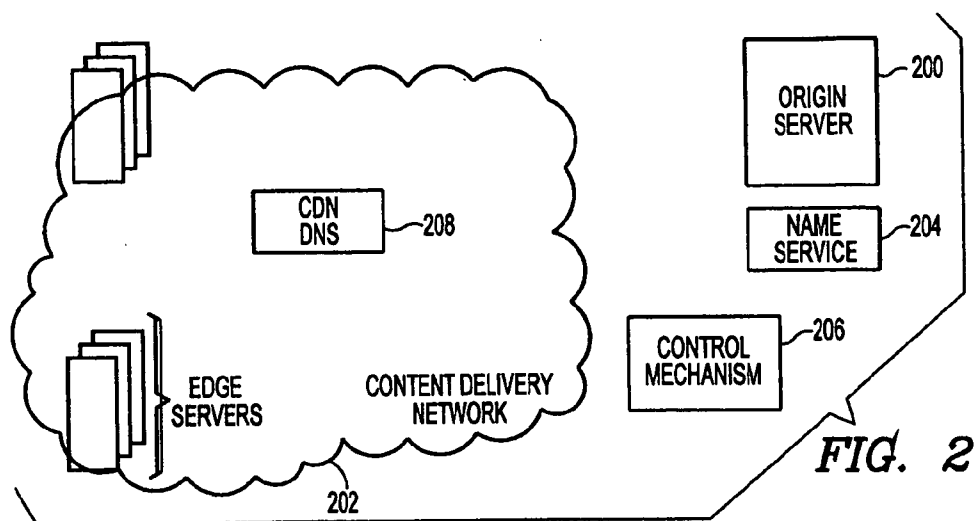 ORIGIN
SERVER
200
CDN
DNS
208
NAME
SERVICE
204
CONTROL
MECHANISM
206
EDGE
SERVERS
CONTENT DELIVERY
NETWORK
202
FIG. 2